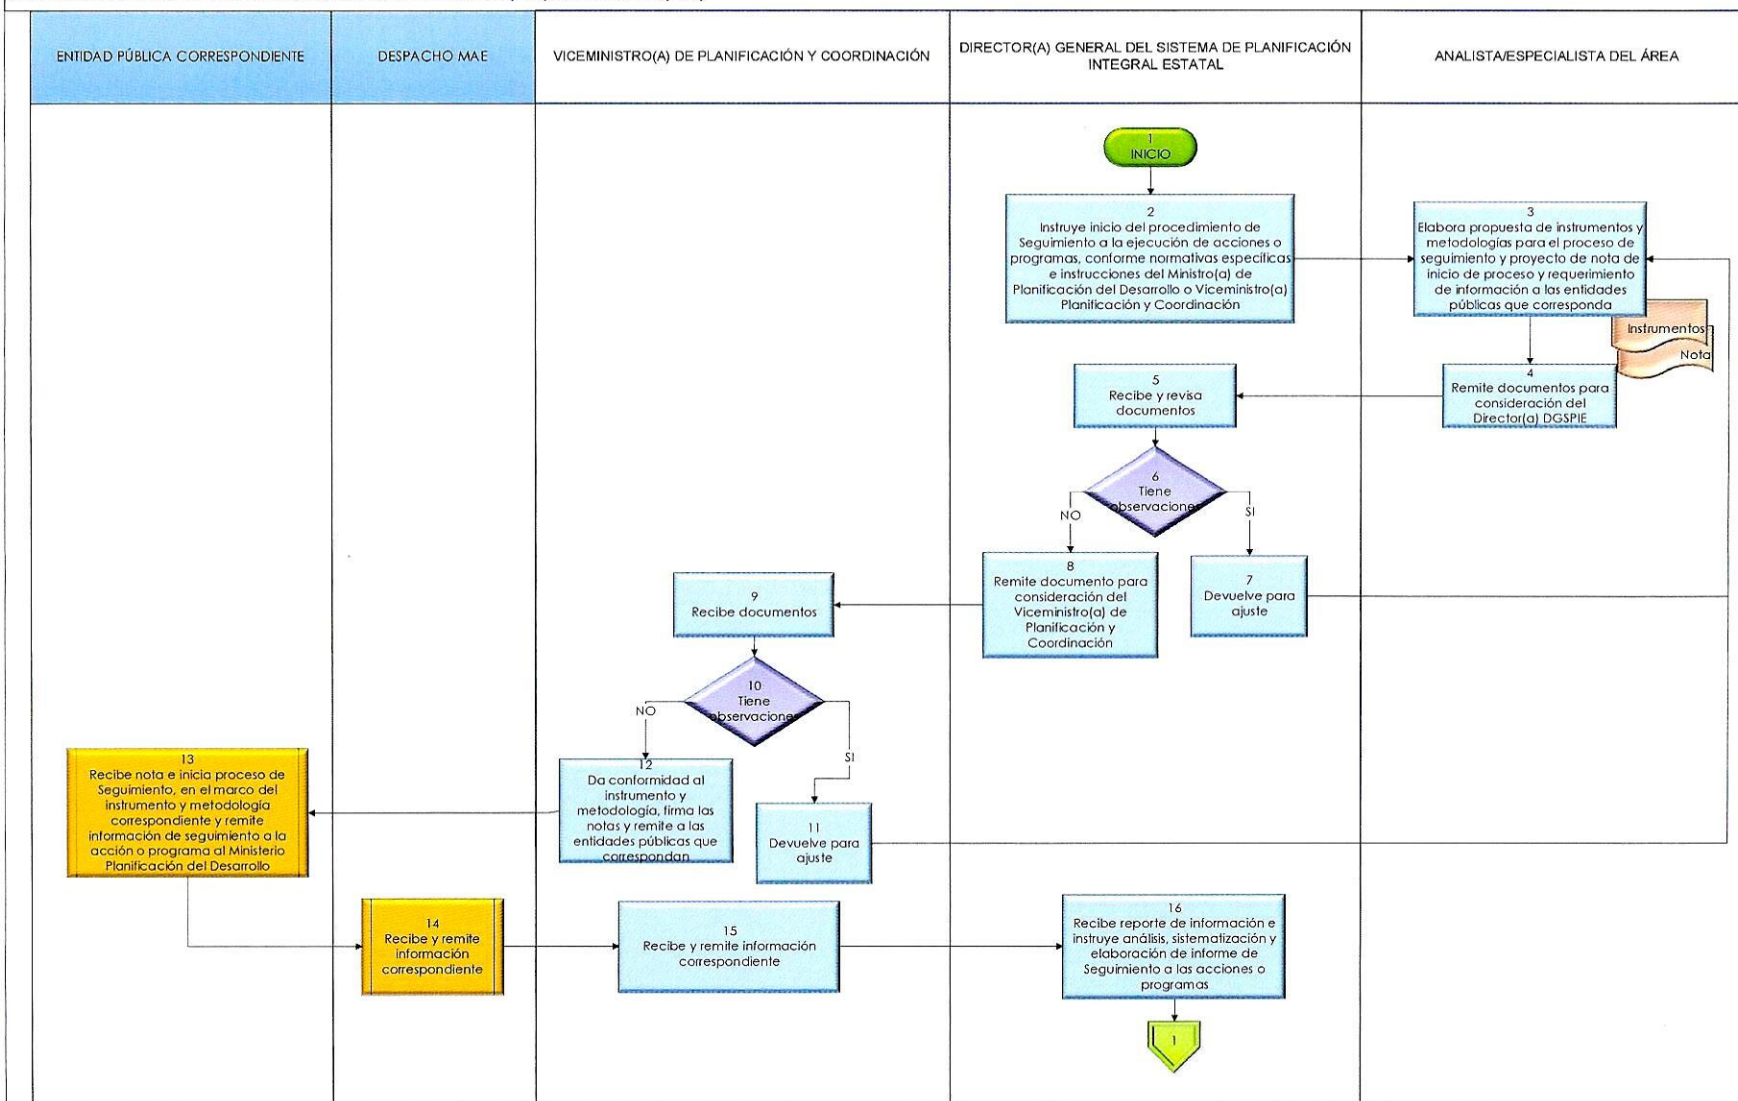 ENTIDAD PÚBLICA CORRESPONDIENTE
DESPACHO MAE
VICEMINISTRO(A) DE PLANIFICACIÓN Y COORDINACIÓN
DIRECTOR(A) GENERAL DEL SISTEMA DE PLANIFICACIÓN
INTEGRAL ESTATAL
ANALISTA/ESPECIALISTA DEL ÁREA
1
INICIO
2
Instruye inicio del procedimiento de
Seguimiento a la ejecución de acciones o
programas, conforme normativas específicas
e instrucciones del Ministro(a) de
Planificación del Desarrollo o Viceministro(a)
Planificación y Coordinación
3
Elabora propuesta de instrumentos y
metodologías para el proceso de
seguimiento y proyecto de nota de
inicio de proceso y requerimiento
de información a las entidades
públicas que corresponda
Instrumentos
Nota
4
Remite documentos para
consideración del
Director(a) DGSPIE
5
Recibe y revisa
documentos
6
Tiene
observacione
NO
SI
7
Devuelve para
ajuste
8
Remite documento para
consideración del
Viceministro(a) de
Planificación y
Coordinación
9
Recibe documentos
10
Tiene
observacione
NO
SI
11
Devuelve para
ajuste
12
Da conformidad al
instrumento y
metodología, firma las
notas y remite a las
entidades públicas que
correspondan
13
Recibe nota e inicia proceso de
Seguimiento, en el marco del
instrumento y metodología
correspondiente y remite
información de seguimiento a la
acción o programa al Ministerio
Planificación del Desarrollo
14
Recibe y remite
información
correspondiente
15
Recibe y remite información
correspondiente
16
Recibe reporte de información e
instruye análisis, sistematización y
elaboración de informe de
Seguimiento a las acciones o
programas
1